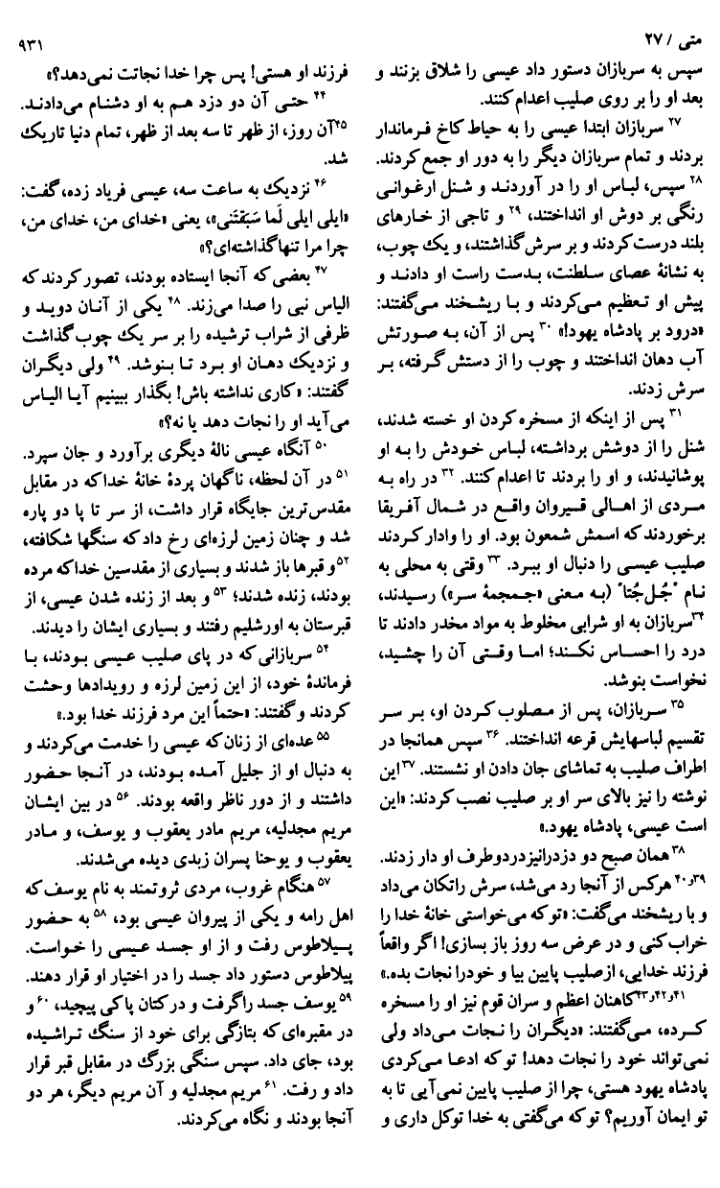 متی / ۲۷
۹۳۱
سپس به سربازان دستور داد عیسی را شلاق بزنند و
بعد او را بر روی صلیب اعدام کنند.
۲۷ سربازان ابتدا عیسی را به حیاط کاخ فرماندار
بردند و تمام سربازان دیگر را به دور او جمع کردند.
۲۸ سپس، لباس او را در آوردند و شنل ارغوانی
رنگی بر دوش او انداختند، ۲۹ و تاجی از خارهای
بلند درست کردند و بر سرش گذاشتند، و یک چوب،
به نشانهٔ عصای سلطنت، بدست راست او دادند و
پیش او تعظیم می‌کردند و با ریشخند می‌گفتند:
«درود بر پادشاه یهود!» ۳۰ پس از آن، به صورتش
آب دهان انداختند و چوب را از دستش گرفته، بر
سرش زدند.
۳۱ پس از اینکه از مسخره کردن او خسته شدند،
شنل را از دوشش برداشته، لباس خودش را به او
پوشانیدند، و او را بردند تا اعدام کنند. ۳۲ در راه به
مردی از اهالی قیروان واقع در شمال آفریقا
برخوردند که اسمش شمعون بود. او را وادار کردند
صلیب عیسی را دنبال او ببرد. ۳۳ وقتی به محلی به
نام "جُل‌جُتا" (به معنی «جمجمهٔ سر») رسیدند،
۳۴سربازان به او شرابی مخلوط به مواد مخدر دادند تا
درد را احساس نکند؛ اما وقتی آن را چشید،
نخواست بنوشد.
۳۵ سربازان، پس از مصلوب کردن او، بر سر
تقسیم لباسهایش قرعه انداختند. ۳۶ سپس همانجا در
اطراف صلیب به تماشای جان دادن او نشستند. ۳۷این
نوشته را نیز بالای سر او بر صلیب نصب کردند: «این
است عیسی، پادشاه یهود.»
۳۸همان صبح دو دزد را نیز در دو طرف او دار زدند.
۳۹و۴۰هرکس از آنجا رد می‌شد، سرش را تکان می‌داد
و با ریشخند می‌گفت: «تو که می‌خواستی خانهٔ خدا را
خراب کنی و در عرض سه روز باز بسازی! اگر واقعاً
فرزند خدایی، از صلیب پایین بیا و خود را نجات بده.»
۴۱و۴۲و۴۳کاهنان اعظم و سران قوم نیز او را مسخره
کرده، می‌گفتند: «دیگران را نجات می‌داد ولی
نمی‌تواند خود را نجات دهد! تو که ادعا می‌کردی
پادشاه یهود هستی، چرا از صلیب پایین نمی‌آیی تا به
تو ایمان آوریم؟ تو که می‌گفتی به خدا توکل داری و
فرزند او هستی! پس چرا خدا نجاتت نمی‌دهد؟»
۴۴ حتی آن دو دزد هم به او دشنام می‌دادند.
۴۵آن روز، از ظهر تا سه بعد از ظهر، تمام دنیا تاریک
شد.
۴۶ نزدیک به ساعت سه، عیسی فریاد زده، گفت:
«ایلی ایلی لَما سَبَقتَنی»، یعنی «خدای من، خدای من،
چرا مرا تنها گذاشته‌ای؟»
۴۷ بعضی که آنجا ایستاده بودند، تصور کردند که
الیاس نبی را صدا می‌زند. ۴۸ یکی از آنان دوید و
ظرفی از شراب ترشیده را بر سر یک چوب گذاشت
و نزدیک دهان او برد تا بنوشد. ۴۹ ولی دیگران
گفتند: «کاری نداشته باش! بگذار ببینیم آیا الیاس
می‌آید او را نجات دهد یا نه؟»
۵۰ آنگاه عیسی نالهٔ دیگری برآورد و جان سپرد.
۵۱ در آن لحظه، ناگهان پردهٔ خانهٔ خدا که در مقابل
مقدس‌ترین جایگاه قرار داشت، از سر تا پا دو پاره
شد و چنان زمین لرزه‌ای رخ داد که سنگها شکافته،
۵۲و قبرها باز شدند و بسیاری از مقدسین خدا که مرده
بودند، زنده شدند؛ ۵۳ و بعد از زنده شدن عیسی، از
قبرستان به اورشلیم رفتند و بسیاری ایشان را دیدند.
۵۴ سربازانی که در پای صلیب عیسی بودند، با
فرماندهٔ خود، از این زمین لرزه و رویدادها وحشت
کردند و گفتند: «حتماً این مرد فرزند خدا بود.»
۵۵ عده‌ای از زنان که عیسی را خدمت می‌کردند و
به دنبال او از جلیل آمده بودند، در آنجا حضور
داشتند و از دور ناظر واقعه بودند. ۵۶ در بین ایشان
مریم مجدلیه، مریم مادر یعقوب و یوسف، و مادر
یعقوب و یوحنا پسران زبدی دیده می‌شدند.
۵۷هنگام غروب، مردی ثروتمند به نام یوسف که
اهل رامه و یکی از پیروان عیسی بود، ۵۸ به حضور
پیلاطوس رفت و از او جسد عیسی را خواست.
پیلاطوس دستور داد جسد را در اختیار او قرار دهند.
۵۹ یوسف جسد را گرفت و در کتان پاکی پیچید، ۶۰ و
در مقبره‌ای که بتازگی برای خود از سنگ تراشیده
بود، جای داد. سپس سنگی بزرگ در مقابل قبر قرار
داد و رفت. ۶۱ مریم مجدلیه و آن مریم دیگر، هر دو
آنجا بودند و نگاه می‌کردند.